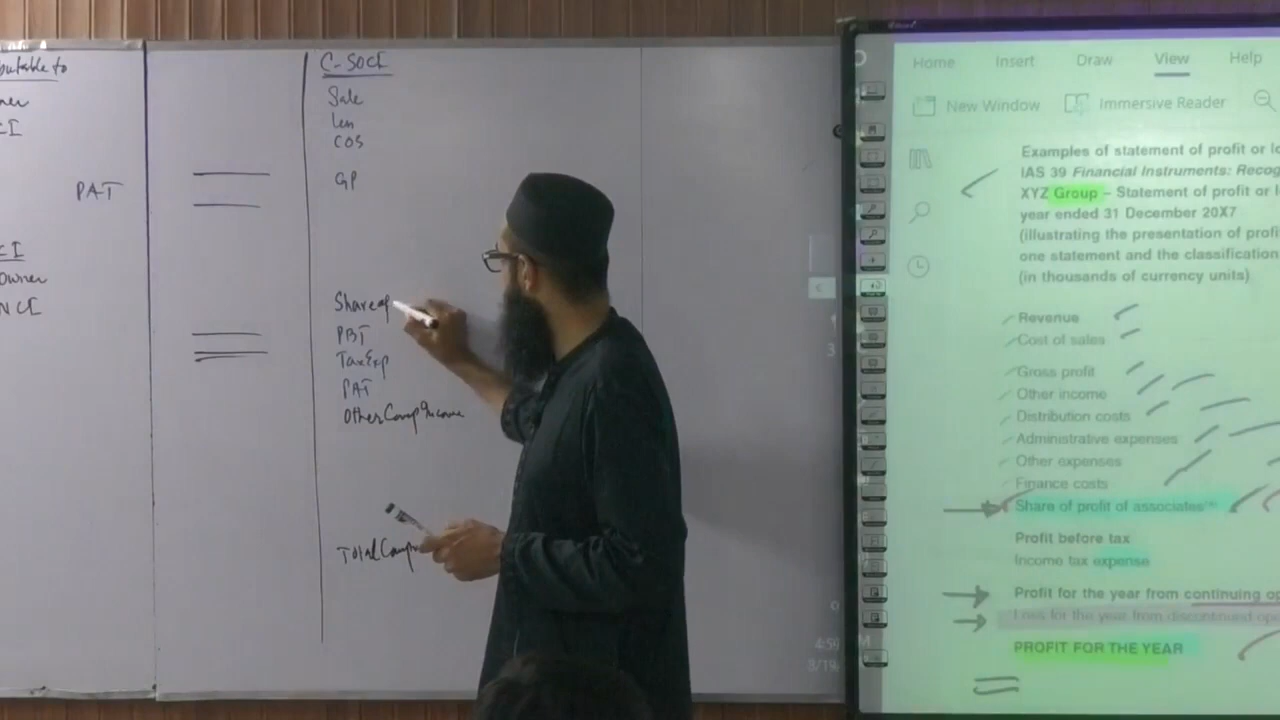 butable to
ner
CI
PAT
CI
Owner
NCI
C-SOCI
Sale
Less
COS
GP
Share of
PBT
Tax Exp
PAT
Other Comp Income
Total Comp
Home Insert Draw View Help
New Window Immersive Reader
Examples of statement of profit or lo
IAS 39 Financial Instruments: Recog
XYZ Group – Statement of profit or l
year ended 31 December 20X7
(illustrating the presentation of profi
one statement and the classification
(in thousands of currency units)
Revenue
Cost of sales
Gross profit
Other income
Distribution costs
Administrative expenses
Other expenses
Finance costs
Share of profit of associates
Profit before tax
Income tax expense
Profit for the year from continuing op
Loss for the year from discontinued ope
PROFIT FOR THE YEAR
4:59